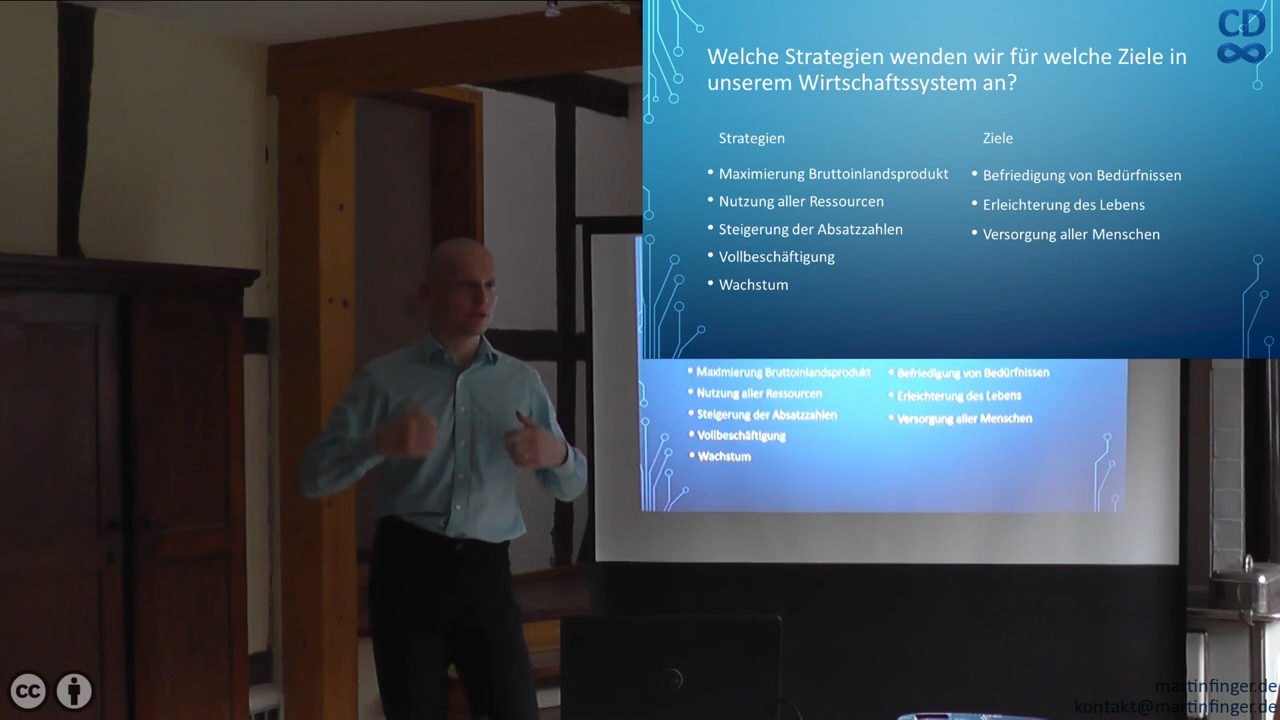 CD
Welche Strategien wenden wir für welche Ziele in
unserem Wirtschaftssystem an?
Strategien
• Maximierung Bruttoinlandsprodukt
• Nutzung aller Ressourcen
• Steigerung der Absatzzahlen
• Vollbeschäftigung
• Wachstum
Ziele
• Befriedigung von Bedürfnissen
• Erleichterung des Lebens
• Versorgung aller Menschen
• Maximierung Bruttoinlandsprodukt
• Nutzung aller Ressourcen
• Steigerung der Absatzzahlen
• Vollbeschäftigung
• Wachstum
• Befriedigung von Bedürfnissen
• Erleichterung des Lebens
• Versorgung aller Menschen
cc
martinfinger.de
kontakt@martinfinger.de